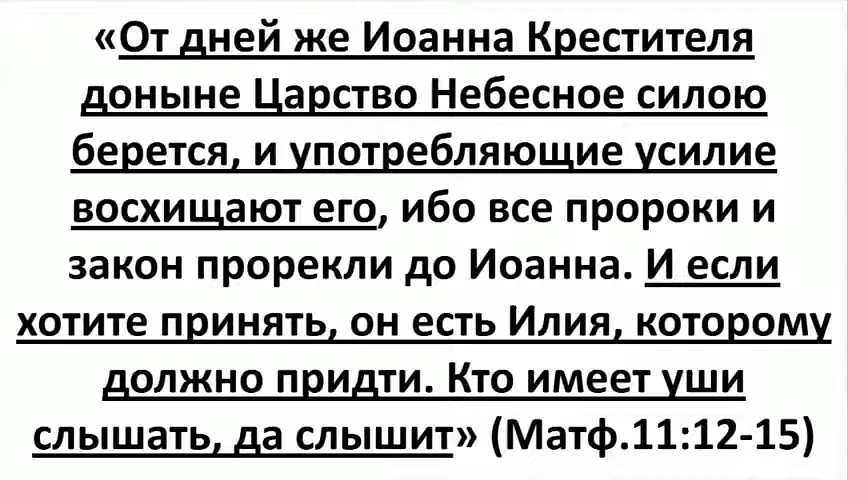 «От дней же Иоанна Крестителя
доныне Царство Небесное силою
берется, и употребляющие усилие
восхищают его, ибо все пророки и
закон прорекли до Иоанна. И если
хотите принять, он есть Илия, которому
должно придти. Кто имеет уши
слышать, да слышит» (Матф.11:12-15)